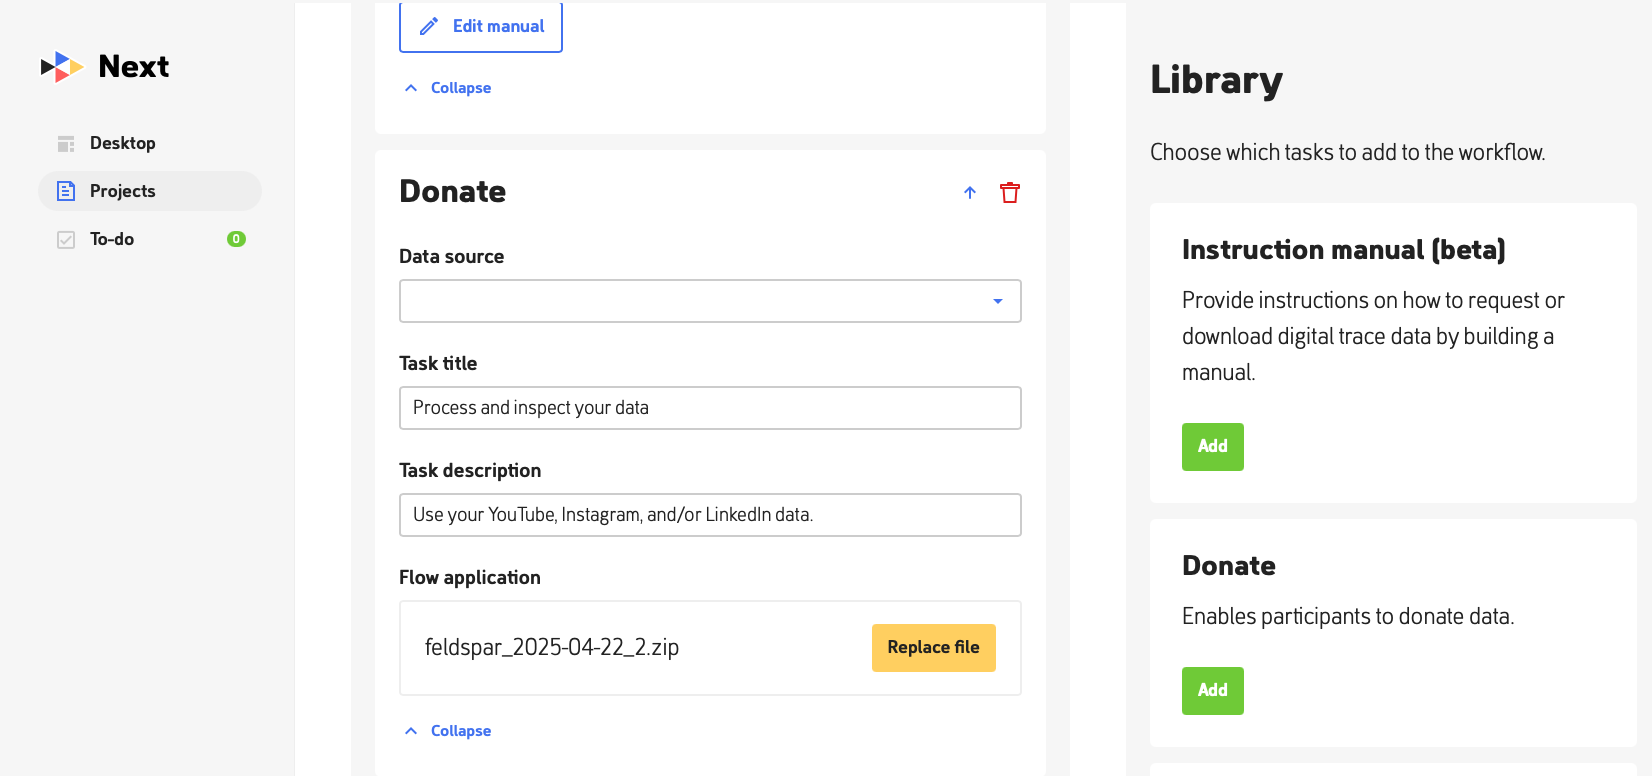 Next
Desktop
Projects
To-do
0
Edit manual
Collapse
Donate
Data source
Task title
Process and inspect your data
Task description
Use your YouTube, Instagram, and/or LinkedIn data.
Flow application
feldspar_2025-04-22_2.zip
Replace file
Collapse
Library
Choose which tasks to add to the workflow.
Instruction manual (beta)
Provide instructions on how to request or
download digital trace data by building a
manual.
Add
Donate
Enables participants to donate data.
Add